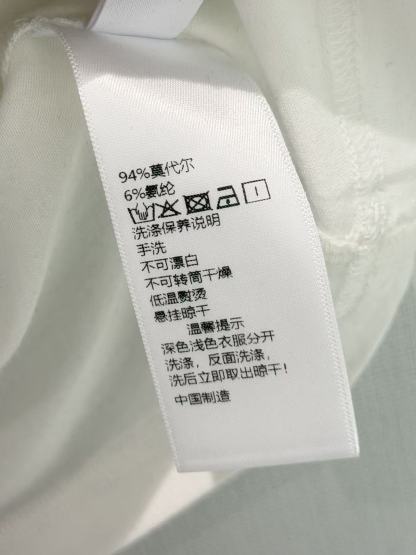 94%莫代尔
6%氨纶
洗涤保养说明
手洗
不可漂白
不可转筒干燥
低温熨烫
悬挂晾干
温馨提示
深色浅色衣服分开
洗涤，反面洗涤，
洗后立即取出晾干！
中国制造